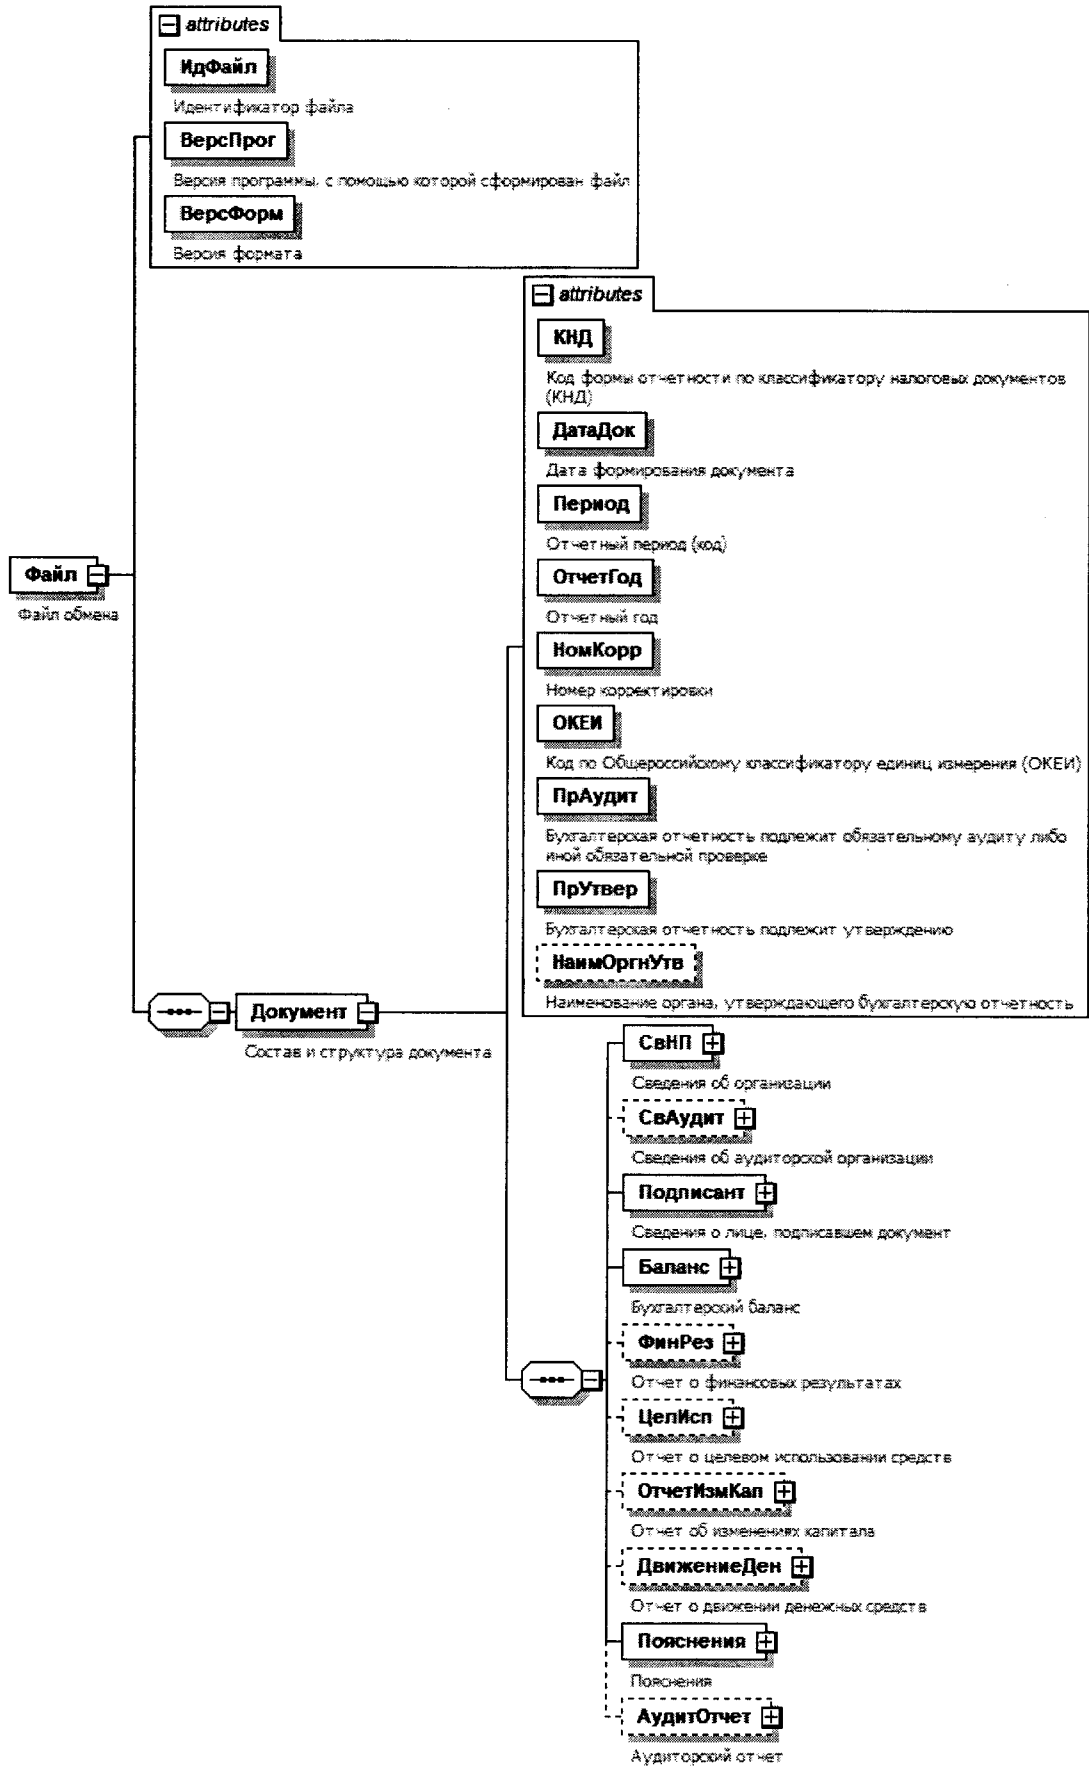 attributes
ИдФайл
Идентификатор файла
ВерсПрог
Версия программы, с помощью которой сформирован файл
ВерсФорм
Версия формата
attributes
КНД
Код формы отчетности по классификатору налоговых документов
(КНД)
ДатаДок
Дата формирования документа
Период
Отчетный период (код)
ОтчетГод
Отчетный год
НомКорр
Номер корректировки
ОКЕИ
Код по Общероссийскому классификатору единиц измерения (ОКЕИ)
ПрАудит
Бухгалтерская отчетность подлежит обязательному аудиту либо
иной обязательной проверке
ПрУтвер
Бухгалтерская отчетность подлежит утверждению
НаимОргнУтв
Наименование органа, утверждающего бухгалтерскую отчетность
Файл
Файл обмена
Документ
Состав и структура документа
СвНП
Сведения об организации
СвАудит
Сведения об аудиторской организации
Подписант
Сведения о лице, подписавшем документ
Баланс
Бухгалтерский баланс
ФинРез
Отчет о финансовых результатах
ЦелИсп
Отчет о целевом использовании средств
ОтчетИзмКап
Отчет об изменениях капитала
ДвижениеДен
Отчет о движении денежных средств
Пояснения
Пояснения
АудитОтчет
Аудиторский отчет